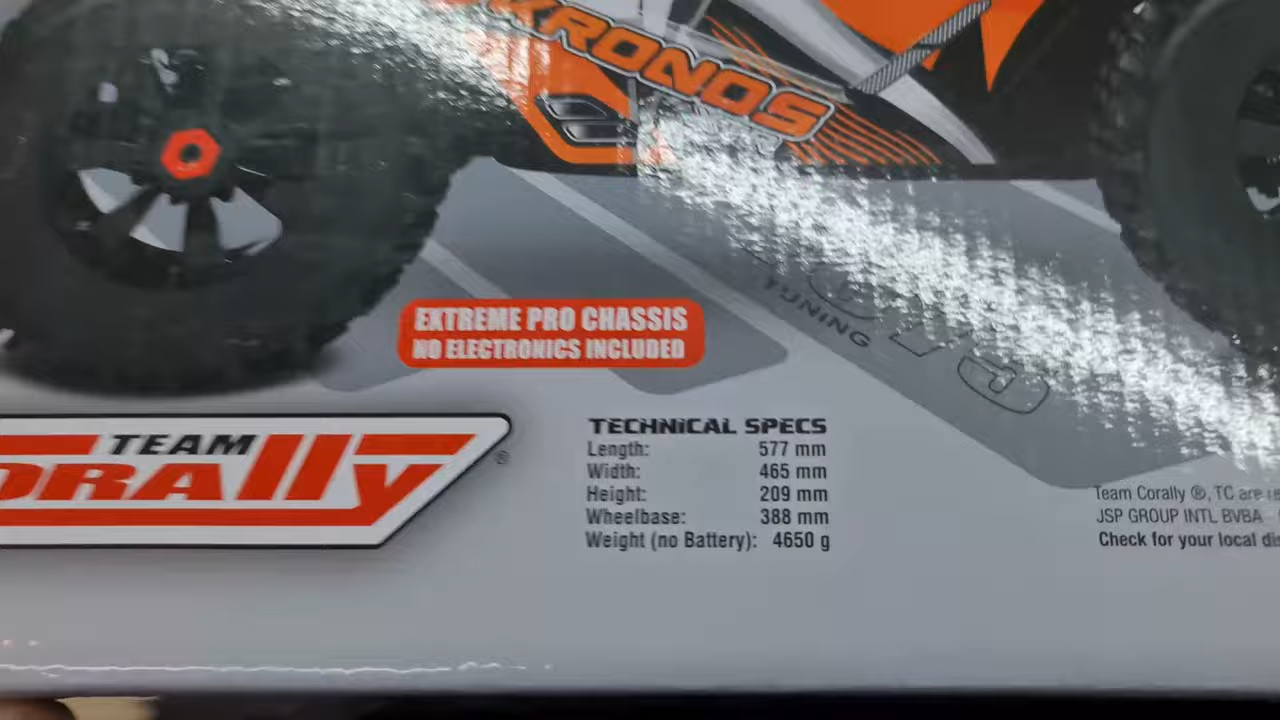 KRONOS
TUNING
EXTREME PRO CHASSIS
NO ELECTRONICS INCLUDED
TEAM
ORALLY
®
TECHNICAL SPECS
Length: 577 mm
Width: 465 mm
Height: 209 mm
Wheelbase: 388 mm
Weight (no Battery): 4650 g
Team Corally ®, TC are
JSP GROUP INTL BVBA
Check for your local